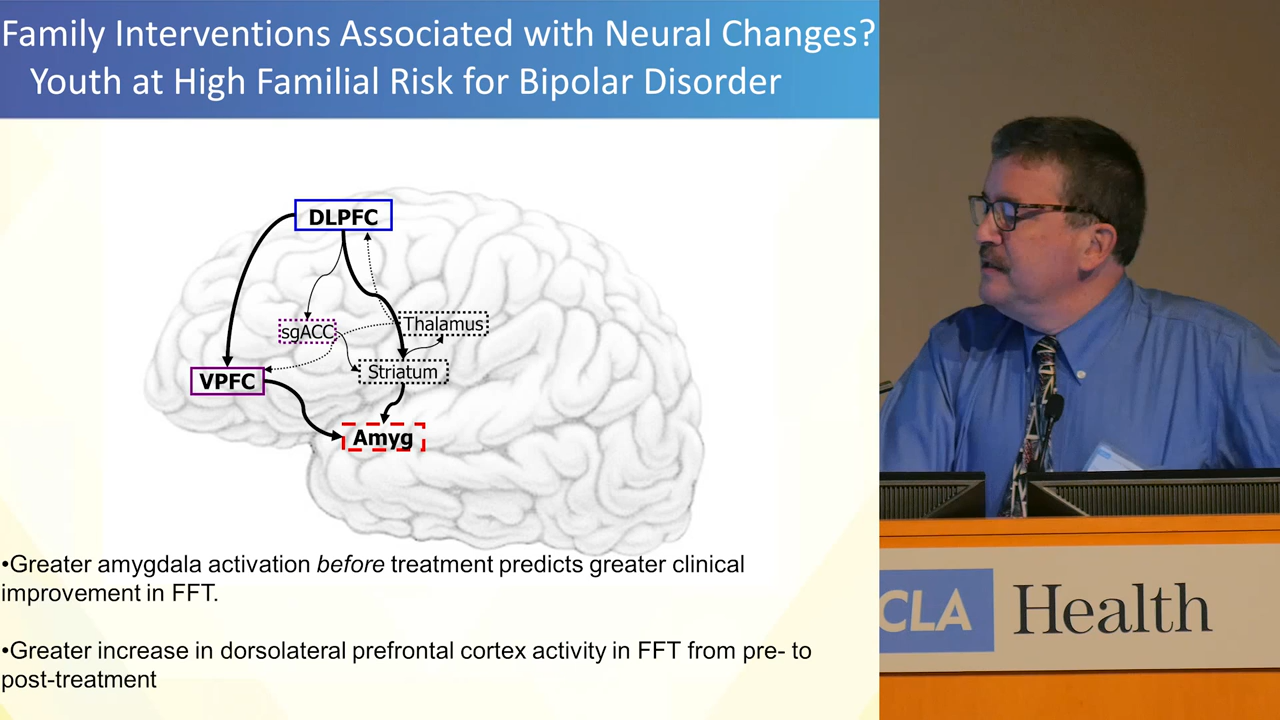 Family Interventions Associated with Neural Changes?
Youth at High Familial Risk for Bipolar Disorder
DLPFC
sgACC
Thalamus
VPFC
Striatum
Amyg
•Greater amygdala activation before treatment predicts greater clinical
improvement in FFT.
•Greater increase in dorsolateral prefrontal cortex activity in FFT from pre- to
post-treatment
CLA Health